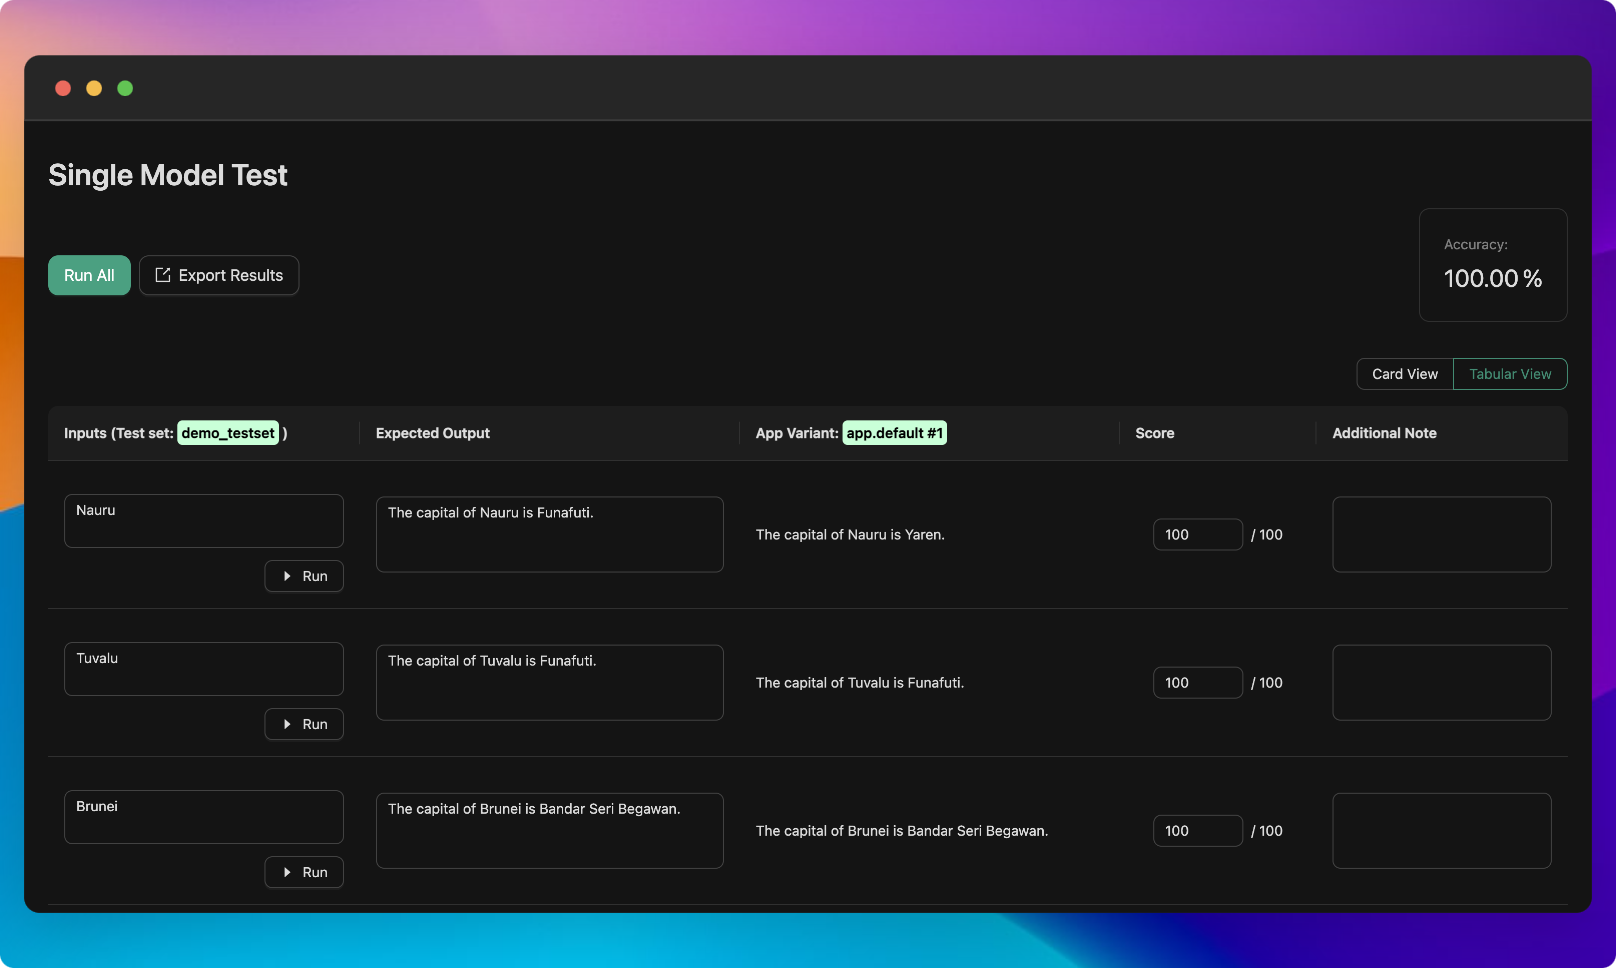 Single Model Test
Run All
Export Results
Accuracy:
100.00 %
Card View
Tabular View
Inputs (Test set: demo_testset )
Expected Output
App Variant: app.default #1
Score
Additional Note
Nauru
Run
The capital of Nauru is Funafuti.
The capital of Nauru is Yaren.
100 / 100
Tuvalu
Run
The capital of Tuvalu is Funafuti.
The capital of Tuvalu is Funafuti.
100 / 100
Brunei
Run
The capital of Brunei is Bandar Seri Begawan.
The capital of Brunei is Bandar Seri Begawan.
100 / 100